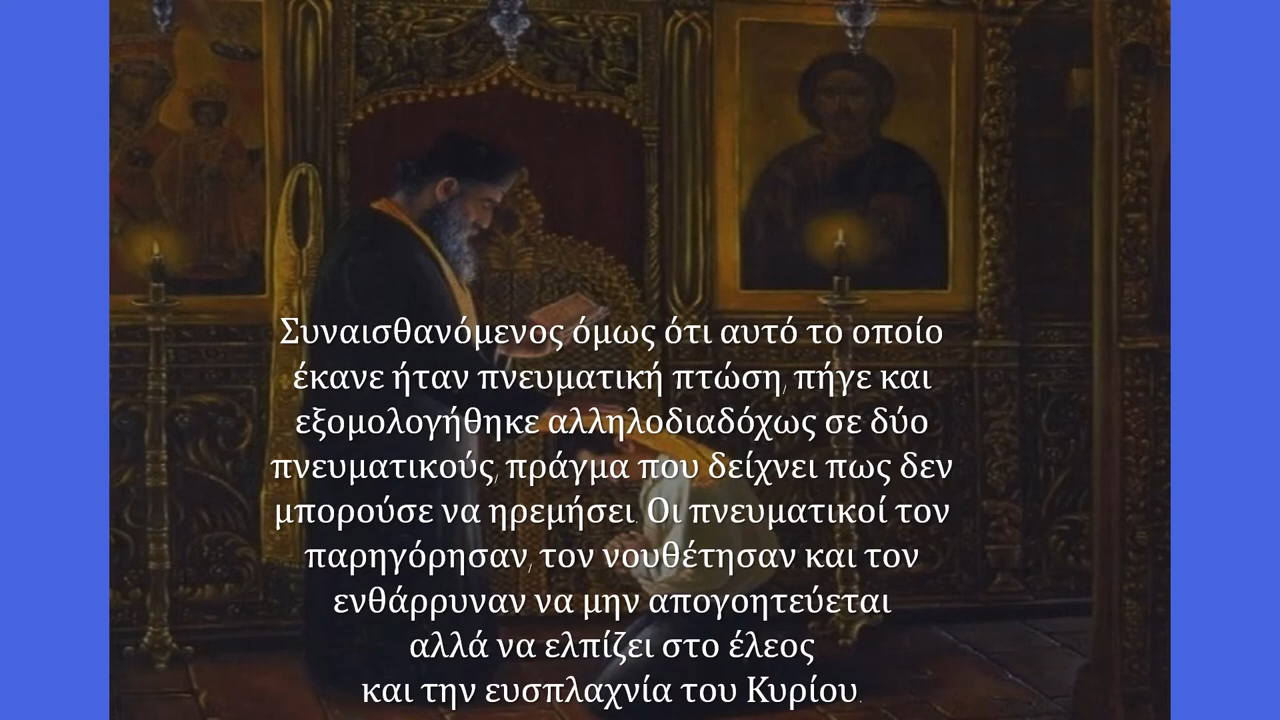 Συναισθανόμενος όμως ότι αυτό το οποίο
έκανε ήταν πνευματική πτώση, πήγε και
εξομολογήθηκε αλληλοδιαδόχως σε δύο
πνευματικούς, πράγμα που δείχνει πως δεν
μπορούσε να ηρεμήσει. Οι πνευματικοί τον
παρηγόρησαν, τον νουθέτησαν και τον
ενθάρρυναν να μην απογοητεύεται
αλλά να ελπίζει στο έλεος
και την ευσπλαχνία του Κυρίου.